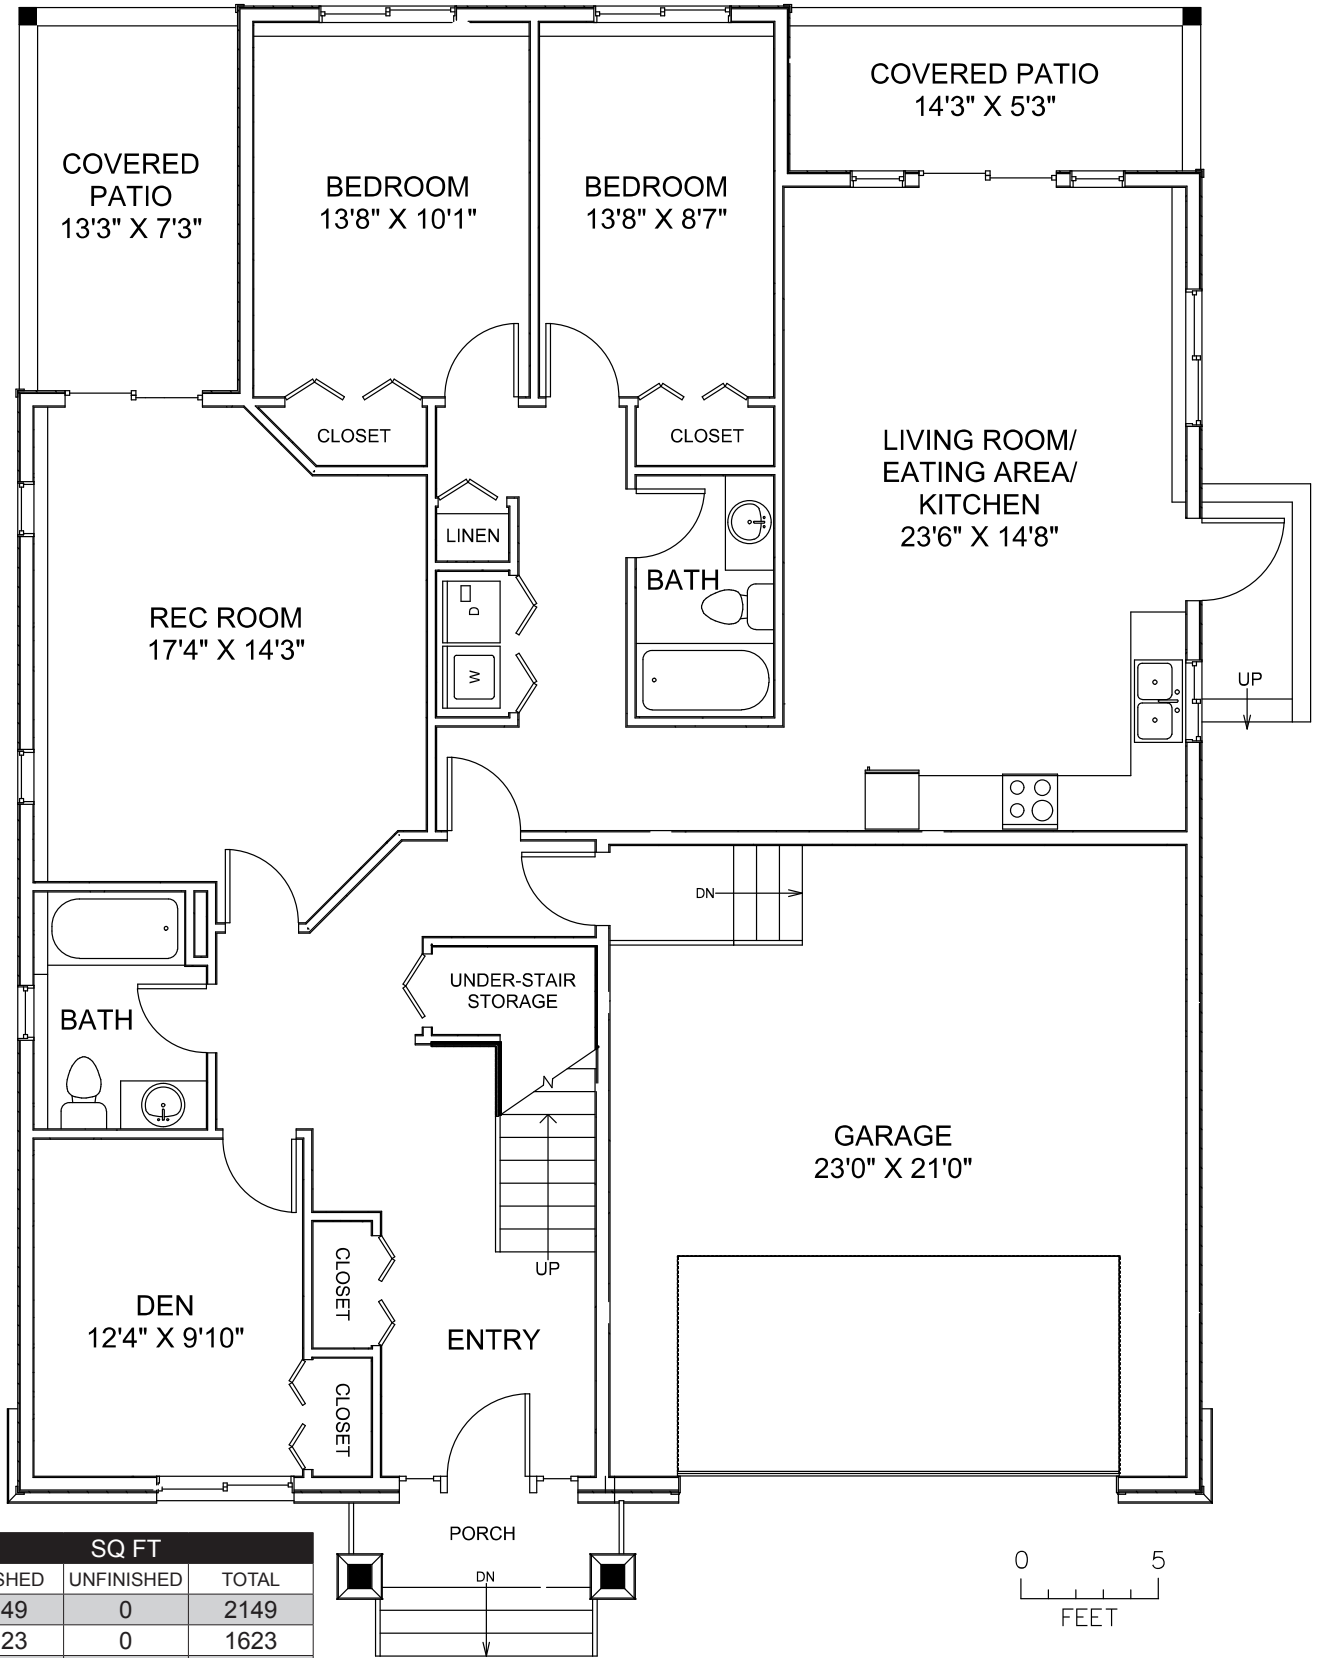 COVERED PATIO
14'3" X 5'3"
COVERED
PATIO
13'3" X 7'3"
BEDROOM
13'8" X 10'1"
BEDROOM
13'8" X 8'7"
CLOSET
CLOSET
LIVING ROOM/
EATING AREA/
KITCHEN
23'6" X 14'8"
LINEN
BATH
D
W
REC ROOM
17'4" X 14'3"
UP
DN
UNDER-STAIR
STORAGE
BATH
N
GARAGE
23'0" X 21'0"
UP
CLOSET
DEN
12'4" X 9'10"
ENTRY
CLOSET
PORCH
DN
0 5
FEET
SQ FT
SHED UNFINISHED TOTAL
49 0 2149
23 0 1623